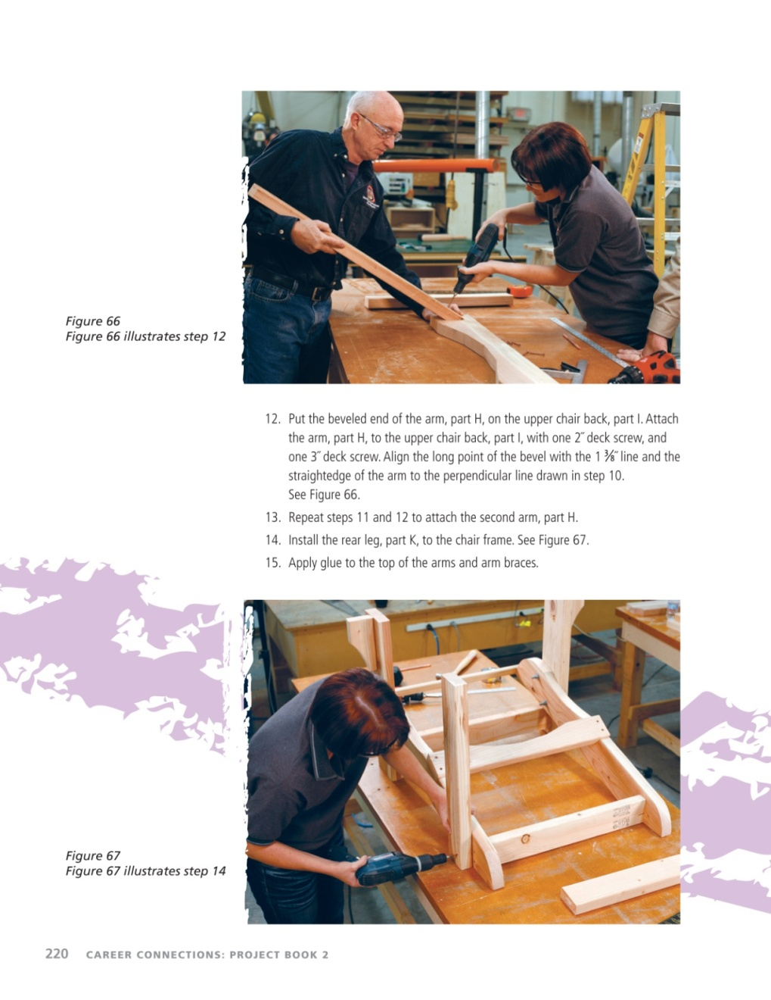 Figure 66
Figure 66 illustrates step 12
12. Put the beveled end of the arm, part H, on the upper chair back, part I. Attach
the arm, part H, to the upper chair back, part I, with one 2″ deck screw, and
one 3″ deck screw. Align the long point of the bevel with the 1 ⅜″ line and the
straightedge of the arm to the perpendicular line drawn in step 10.
See Figure 66.
13. Repeat steps 11 and 12 to attach the second arm, part H.
14. Install the rear leg, part K, to the chair frame. See Figure 67.
15. Apply glue to the top of the arms and arm braces.
Figure 67
Figure 67 illustrates step 14
220 CAREER CONNECTIONS: PROJECT BOOK 2